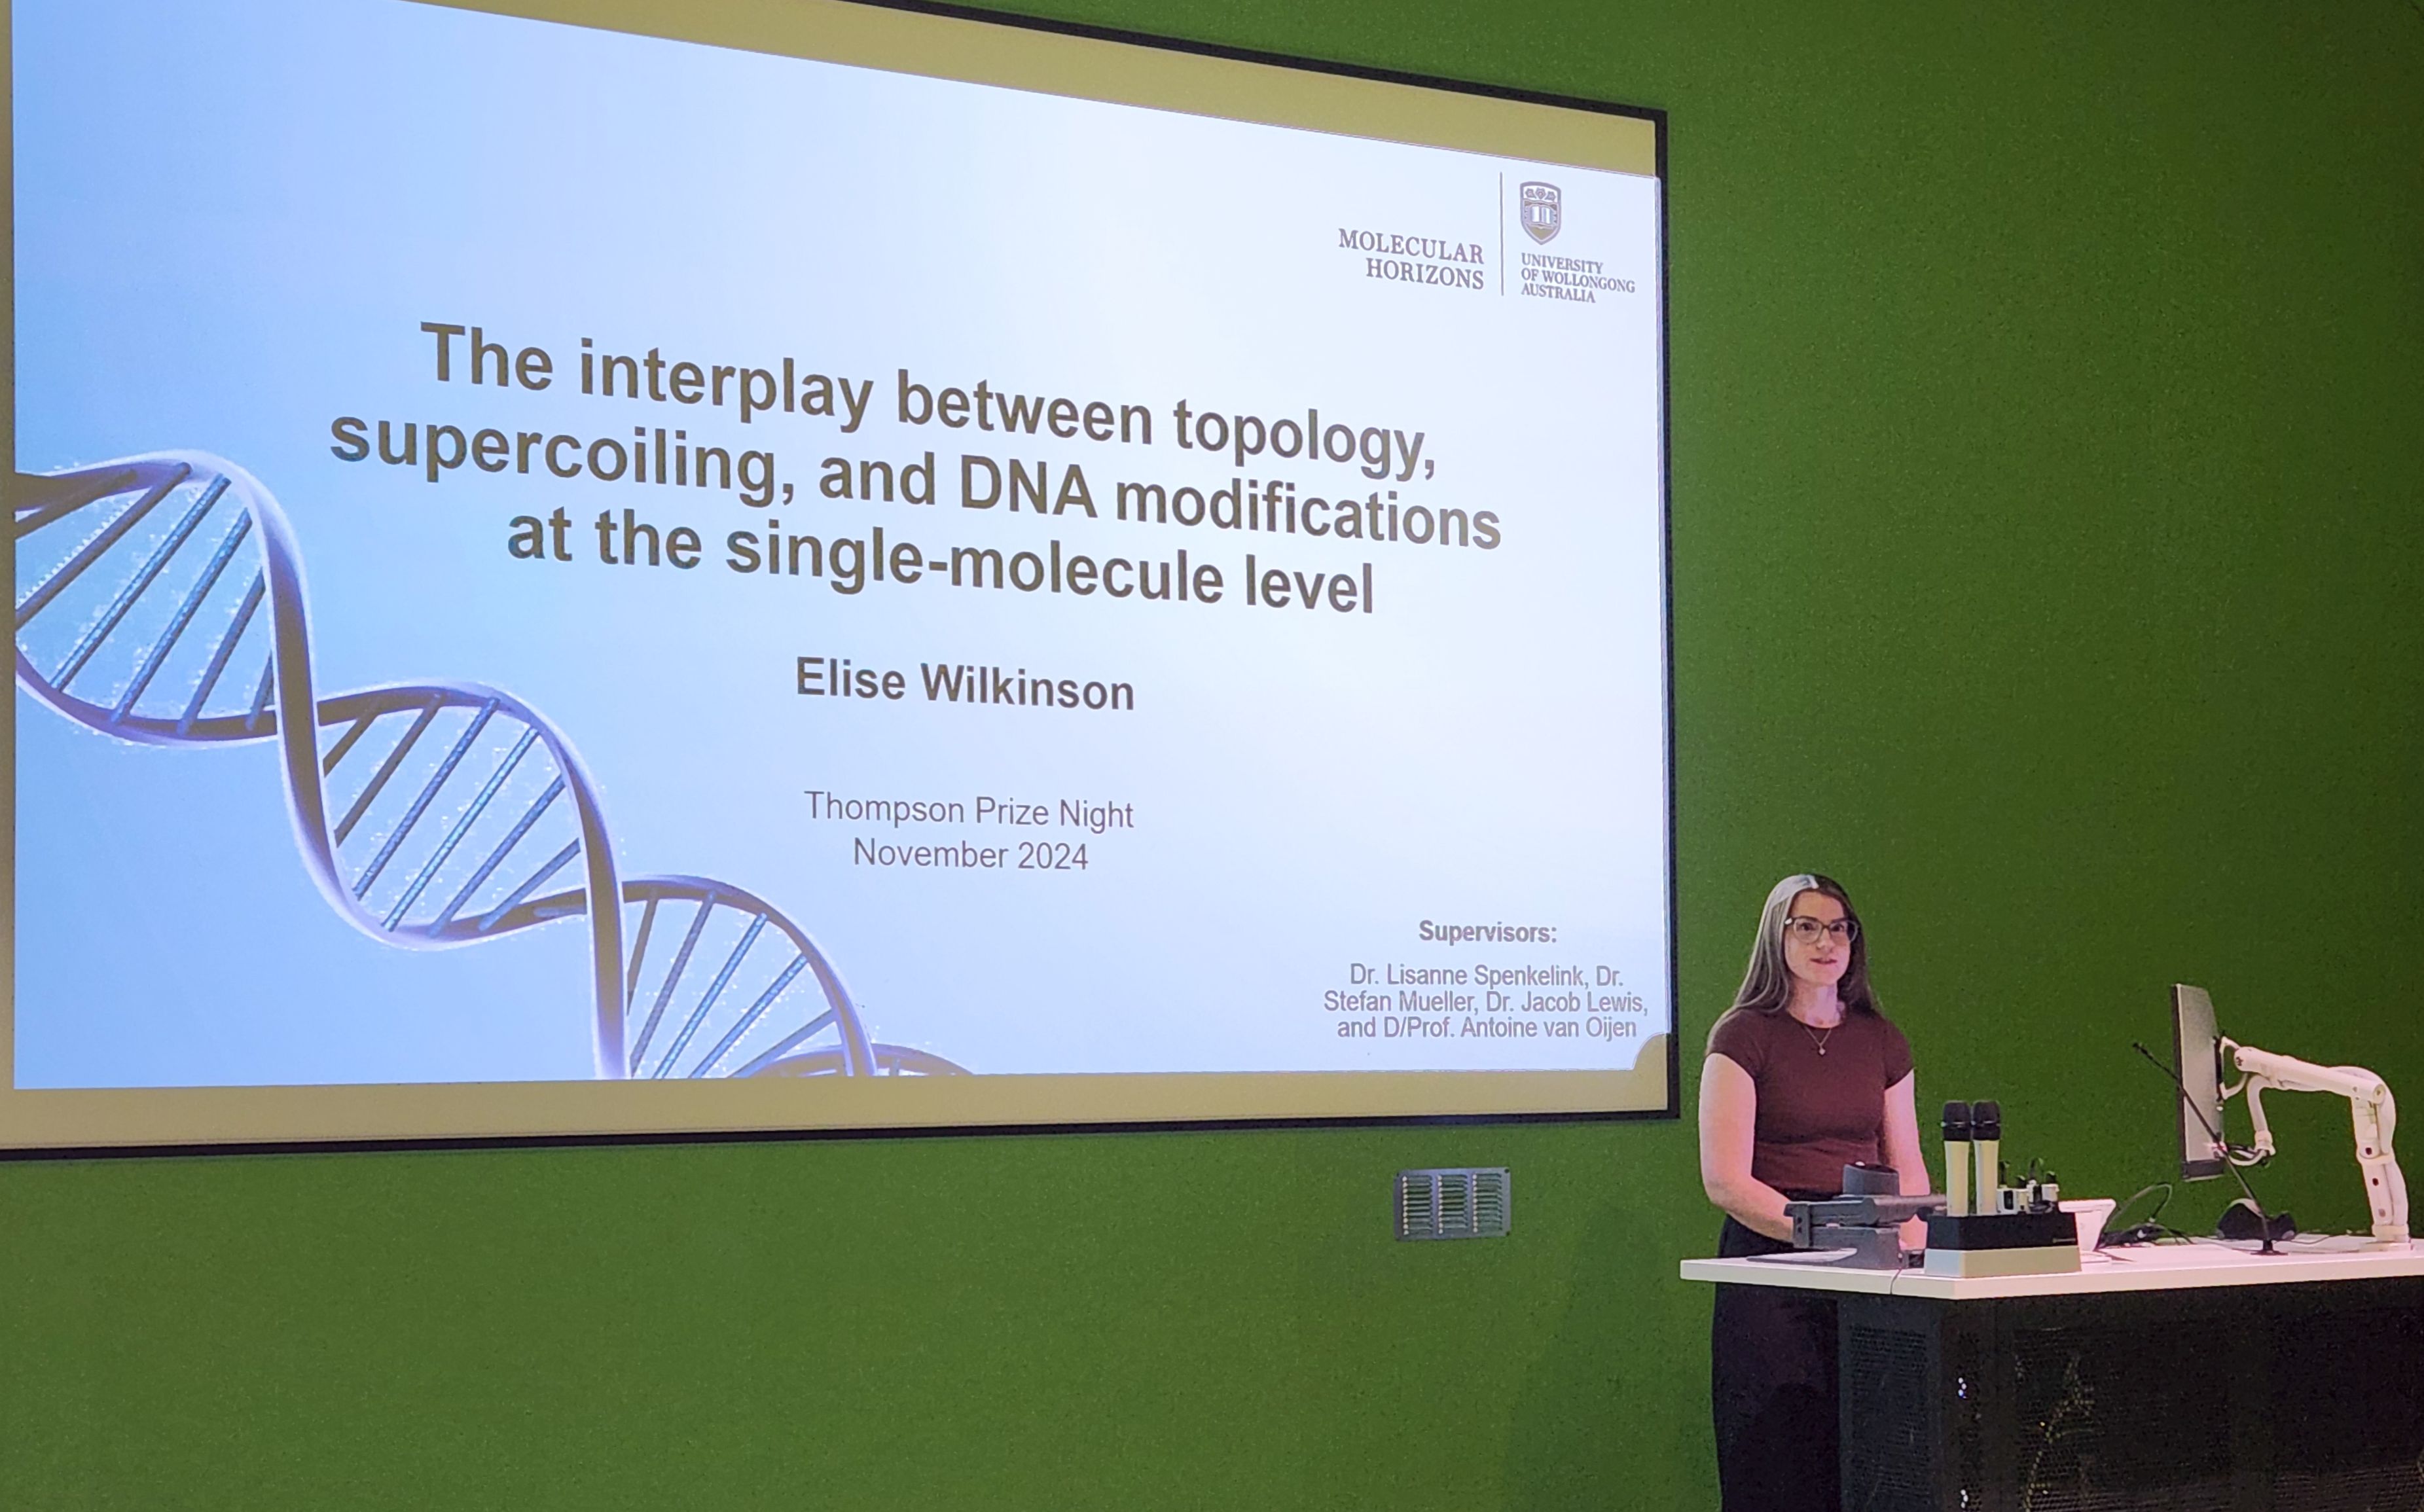 MOLECULAR
HORIZONS
UNIVERSITY
OF WOLLONGONG
AUSTRALIA
The interplay between topology,
supercoiling, and DNA modifications
at the single-molecule level
Elise Wilkinson
Thompson Prize Night
November 2024
Supervisors:
Dr. Lisanne Spenkelink, Dr.
Stefan Mueller, Dr. Jacob Lewis,
and D/Prof. Antoine van Oijen